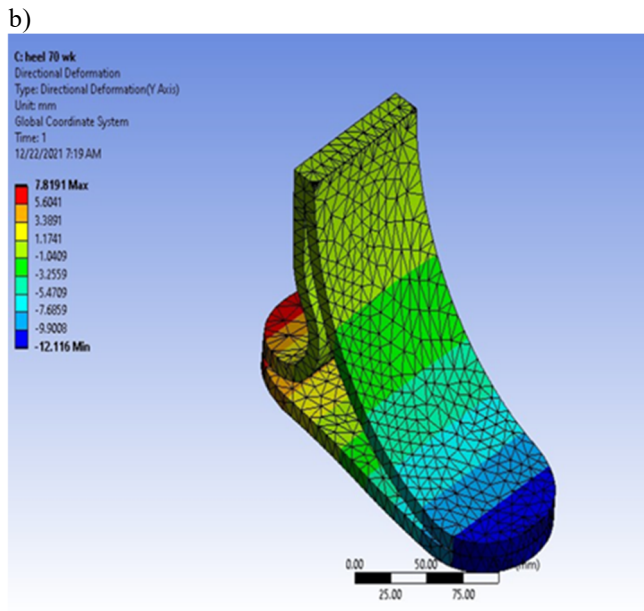 b)
C: heel 70 wk
Directional Deformation
Type: Directional Deformation(Y Axis)
Unit: mm
Global Coordinate System
Time: 1
12/22/2021 7:19 AM
7.8191 Max
5.6041
3.3891
1.1741
-1.0409
-3.2559
-5.4709
-7.6859
-9.9008
-12.116 Min
0.00 50.00 (mm)
25.00 75.00